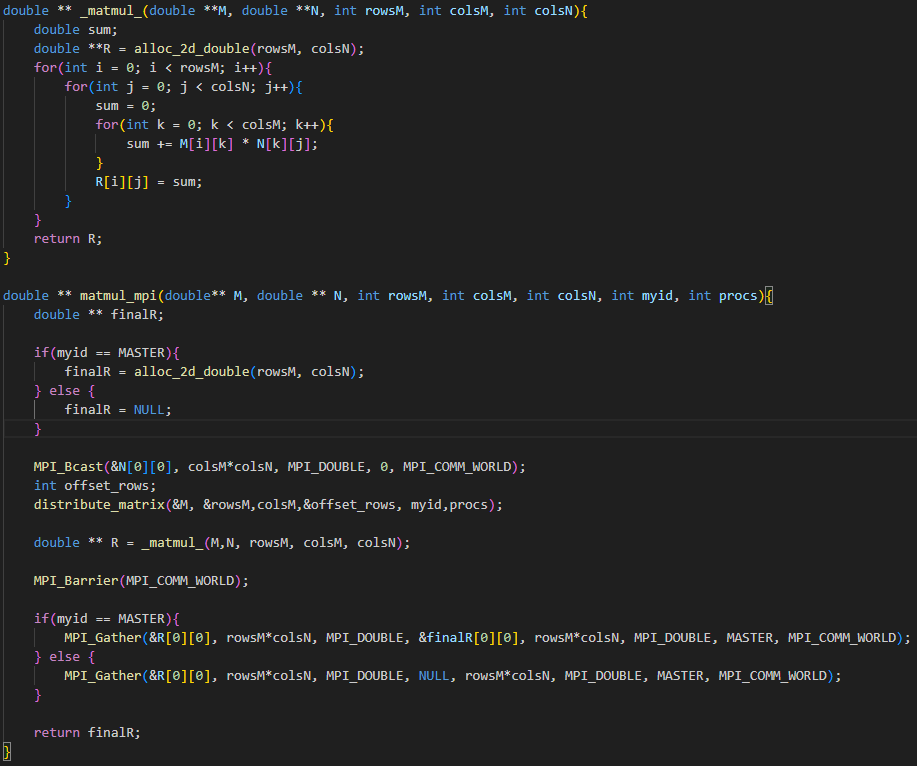 double ** _matmul_(double **M, double **N, int rowsM, int colsM, int colsN){
    double sum;
    double **R = alloc_2d_double(rowsM, colsN);
    for(int i = 0; i < rowsM; i++){
        for(int j = 0; j < colsN; j++){
            sum = 0;
            for(int k = 0; k < colsM; k++){
                sum += M[i][k] * N[k][j];
            }
            R[i][j] = sum;
        }
    }
    return R;
}

double ** matmul_mpi(double** M, double ** N, int rowsM, int colsM, int colsN, int myid, int procs){
    double ** finalR;

    if(myid == MASTER){
        finalR = alloc_2d_double(rowsM, colsN);
    } else {
        finalR = NULL;
    }

    MPI_Bcast(&N[0][0], colsM*colsN, MPI_DOUBLE, 0, MPI_COMM_WORLD);
    int offset_rows;
    distribute_matrix(&M, &rowsM,colsM,&offset_rows, myid,procs);

    double ** R = _matmul_(M,N, rowsM, colsM, colsN);

    MPI_Barrier(MPI_COMM_WORLD);

    if(myid == MASTER){
        MPI_Gather(&R[0][0], rowsM*colsN, MPI_DOUBLE, &finalR[0][0], rowsM*colsN, MPI_DOUBLE, MASTER, MPI_COMM_WORLD);
    } else {
        MPI_Gather(&R[0][0], rowsM*colsN, MPI_DOUBLE, NULL, rowsM*colsN, MPI_DOUBLE, MASTER, MPI_COMM_WORLD);
    }

    return finalR;
}